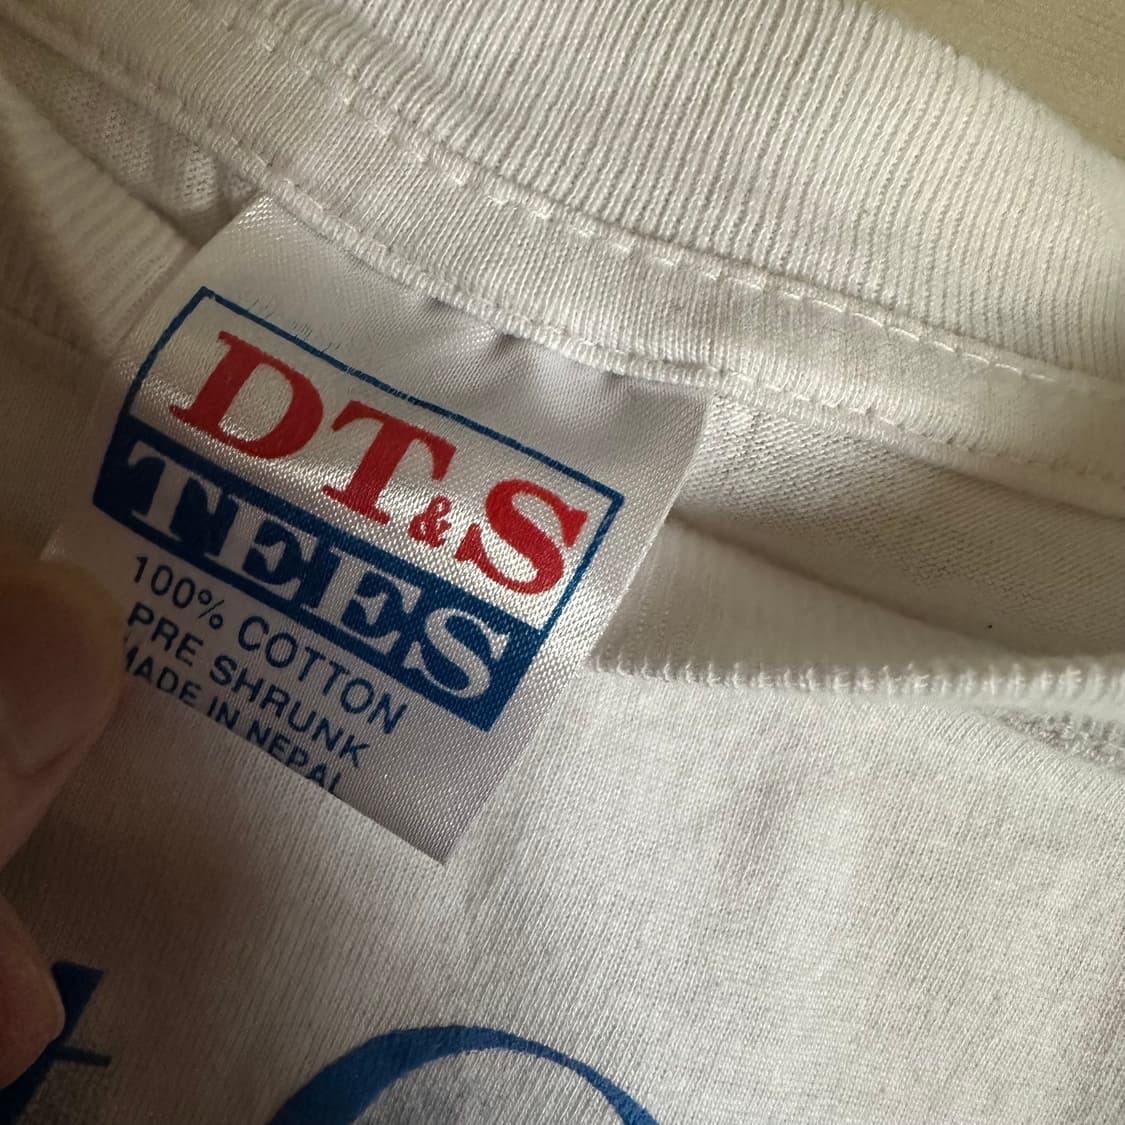 DT&S
TEES
100% COTTON
PRE SHRUNK
MADE IN NEPAL